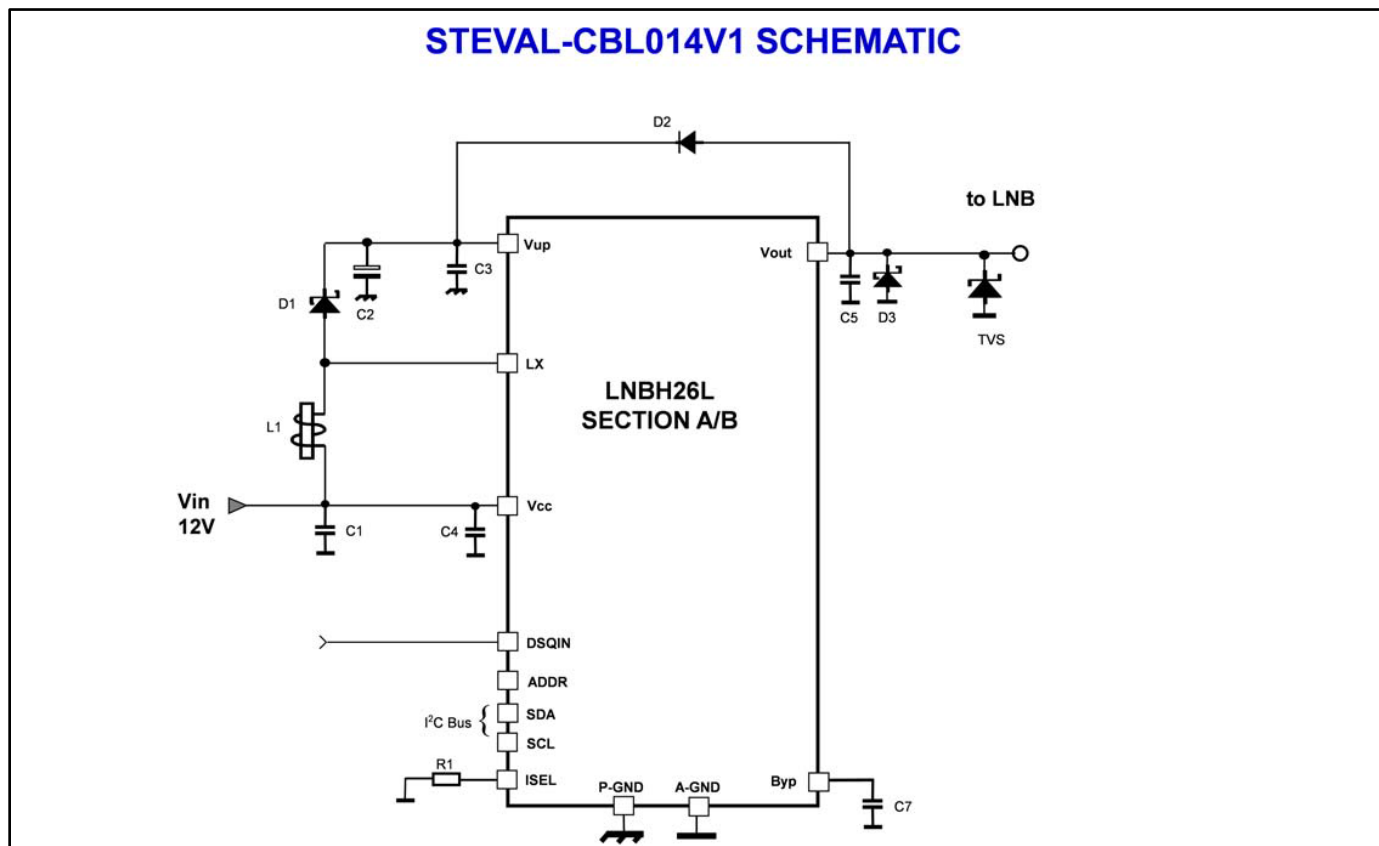 STEVAL-CBL014V1 SCHEMATIC
D2
to LNB
Vup
Vout
C3
D1
C2
C5
D3
TVS
LX
LNBH26L
SECTION A/B
L1
Vin
12V
Vcc
C1
C4
DSQIN
ADDR
I²C Bus
SDA
SCL
R1
ISEL
P-GND
A-GND
Byp
C7